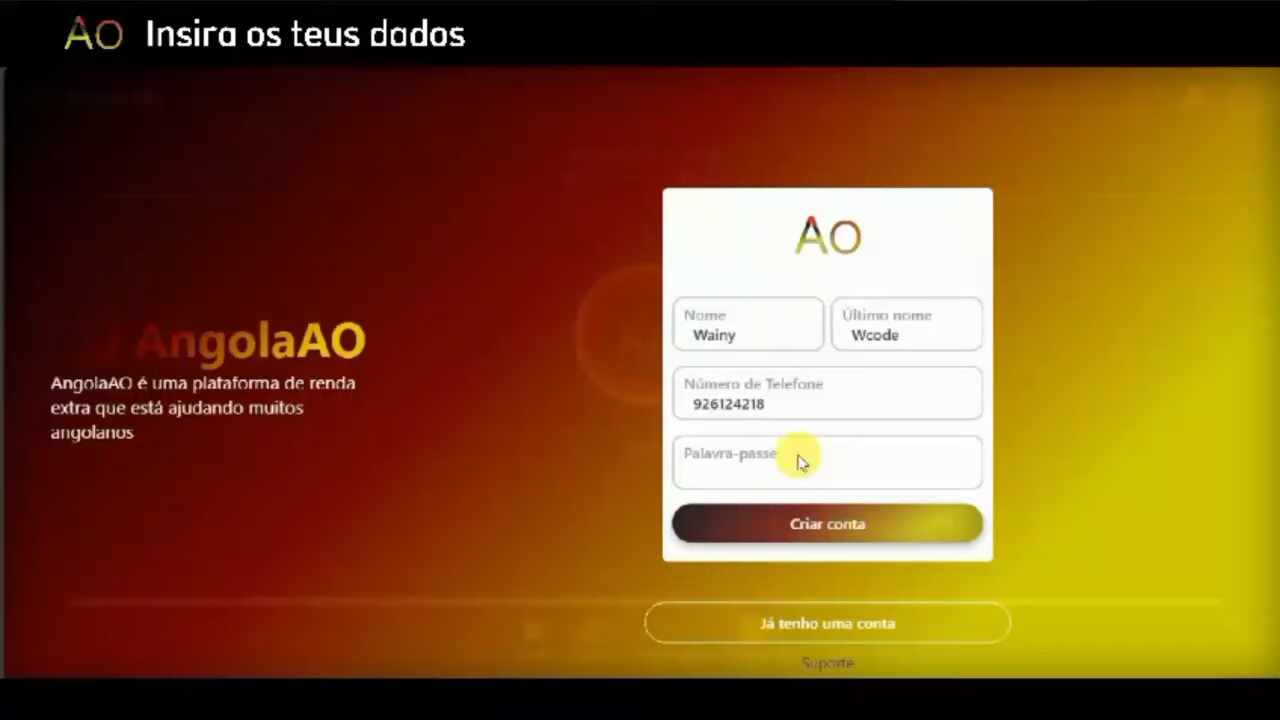 AO Insira os teus dados
AO
Nome
Wainy
Último nome
Wcode
Número de Telefone
926124218
Palavra-passe
Criar conta
Já tenho uma conta
Suporte
AngolaAO
AngolaAO é uma plataforma de renda
extra que está ajudando muitos
angolanos